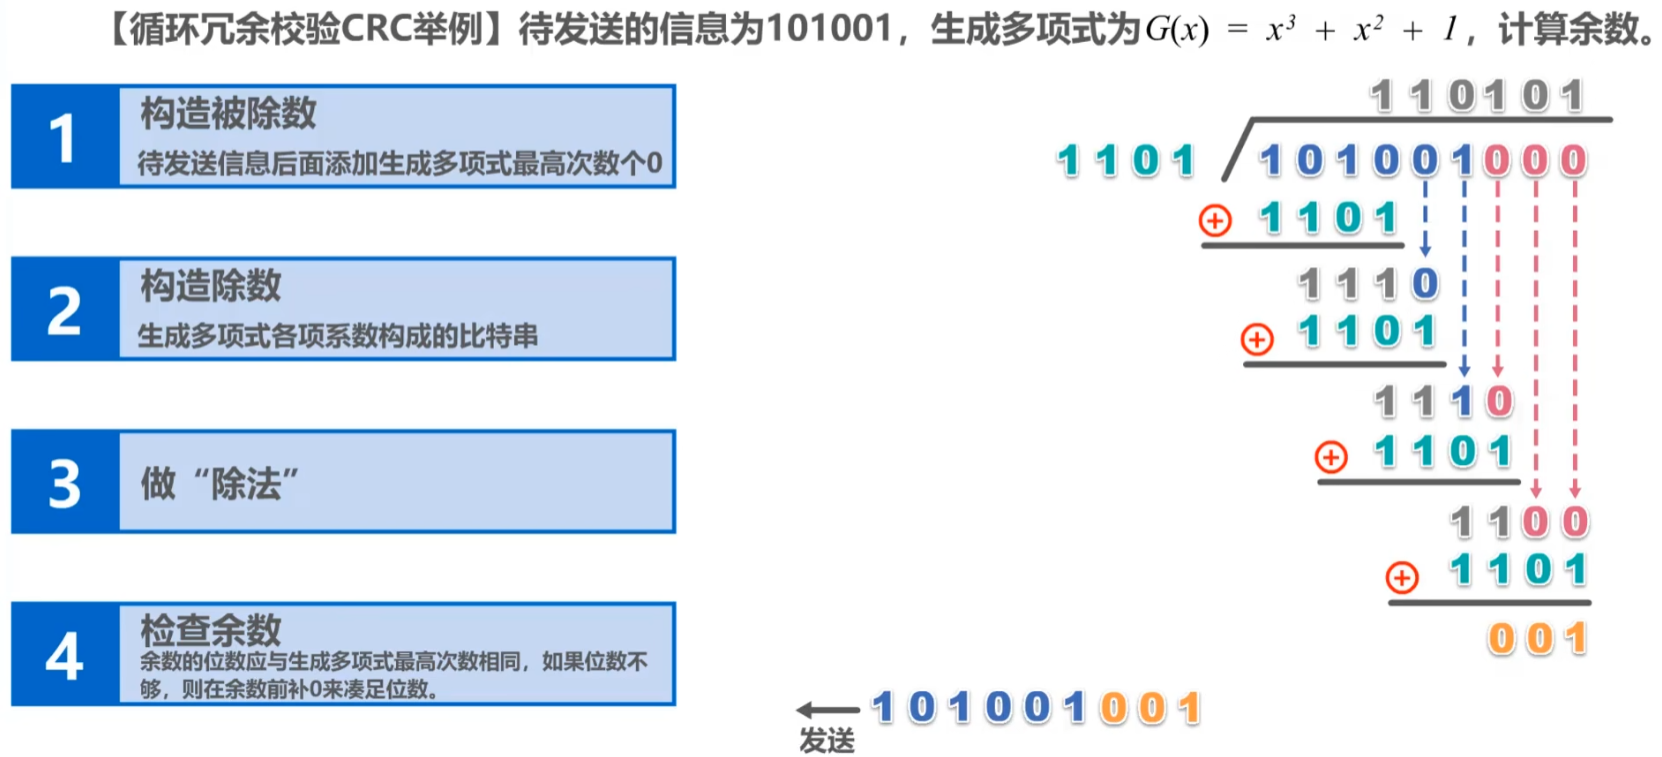 【循环冗余校验CRC举例】待发送的信息为101001，生成多项式为G(x) = x³ + x² + 1，计算余数。
1
构造被除数
待发送信息后面添加生成多项式最高次数个0
2
构造除数
生成多项式各项系数构成的比特串
3
做“除法”
4
检查余数
余数的位数应与生成多项式最高次数相同，如果位数不
够，则在余数前补0来凑足位数。
110101
1101 101001000
⊕ 1101
1110
⊕ 1101
1110
⊕ 1101
1100
⊕ 1101
001
101001001
发送